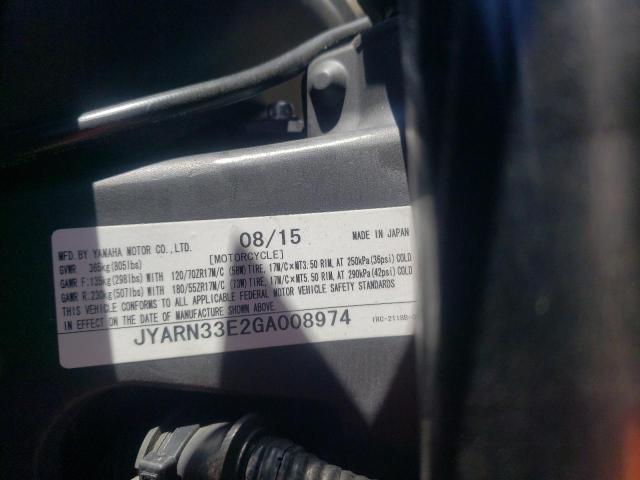 MFD.BY YAMAHA MOTOR CO.,LTD. 08/15 MADE IN JAPAN
GVWR 365kg(805lbs) [MOTORCYCLE]
GAWR F:135kg(298lbs)WITH 120/70ZR17M/C (58W)TIRE, 17M/C×MT3.50 RIM, AT 250kPa(36psi)COLD
GAWR R:230kg(507lbs)WITH 180/55ZR17M/C (73W)TIRE, 17M/C×MT5.50 RIM, AT 290kPa(42psi)COLD
THIS VEHICLE CONFORMS TO ALL APPLICABLE FEDERAL MOTOR VEHICLE SAFETY STANDARDS
IN EFFECT ON THE DATE OF MANUFACTURE SHOWN ABOVE.
JYARN33E2GA008974 1RC-2118B-